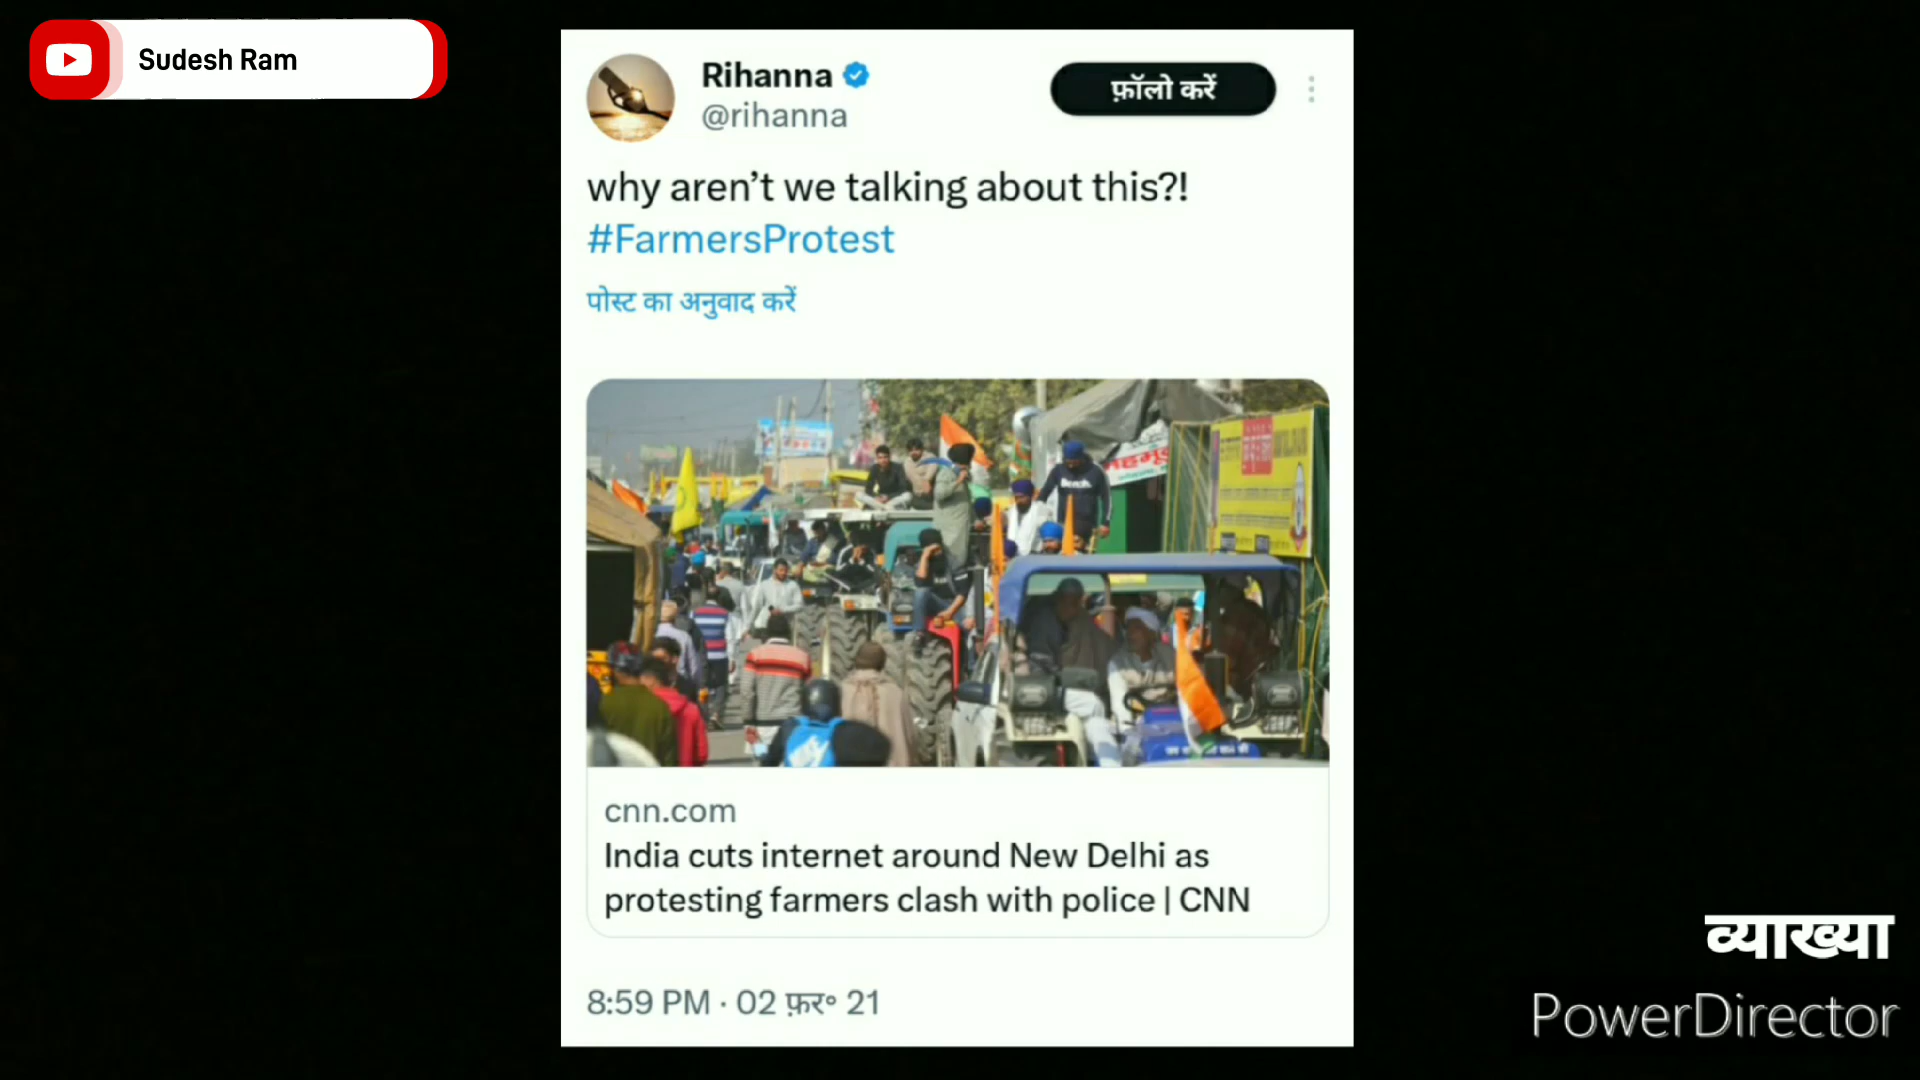 Sudesh Ram
Rihanna
@rihanna
फ़ॉलो करें
why aren’t we talking about this?!
#FarmersProtest
पोस्ट का अनुवाद करें
cnn.com
India cuts internet around New Delhi as
protesting farmers clash with police | CNN
8:59 PM · 02 फ़र॰ 21
व्याख्या
PowerDirector